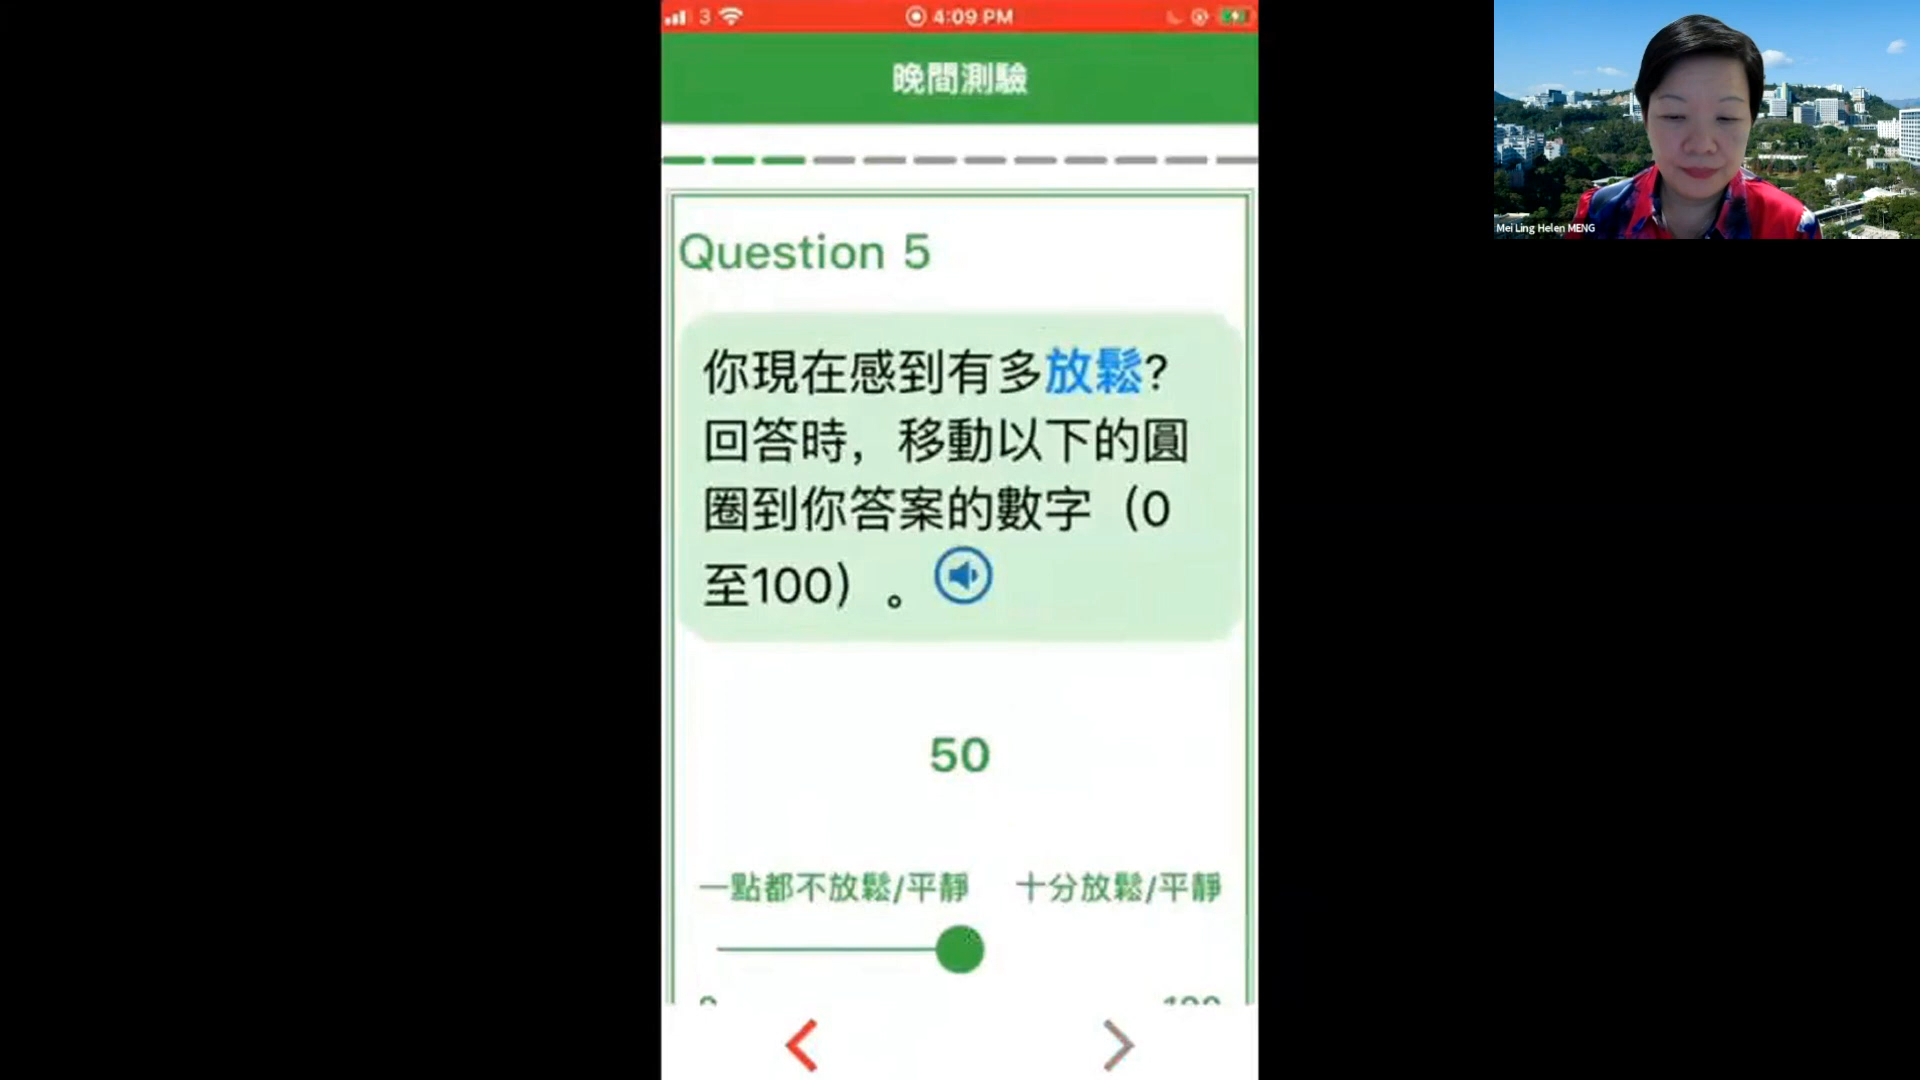 3
4:09 PM
晚間測驗
Question 5
你現在感到有多放鬆?
回答時，移動以下的圓
圈到你答案的數字（0
至100）。
50
一點都不放鬆/平靜 十分放鬆/平靜
0 100
Mei Ling Helen MENG